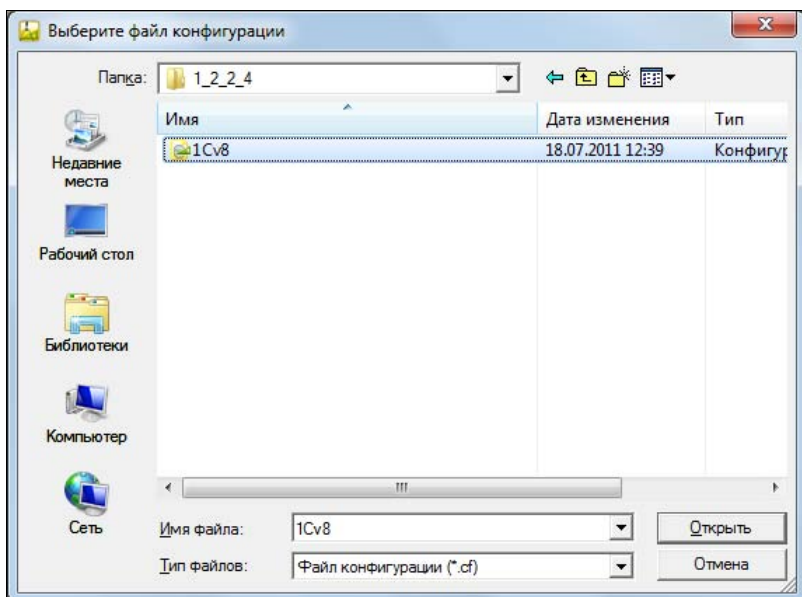 Выберите файл конфигурации
Папка: 1_2_2_4
Имя Дата изменения Тип
1Cv8 18.07.2011 12:39 Конфигур
Недавние
места
Рабочий стол
Библиотеки
Компьютер
Сеть
Имя файла: 1Cv8 Открыть
Тип файлов: Файл конфигурации (*.cf) Отмена